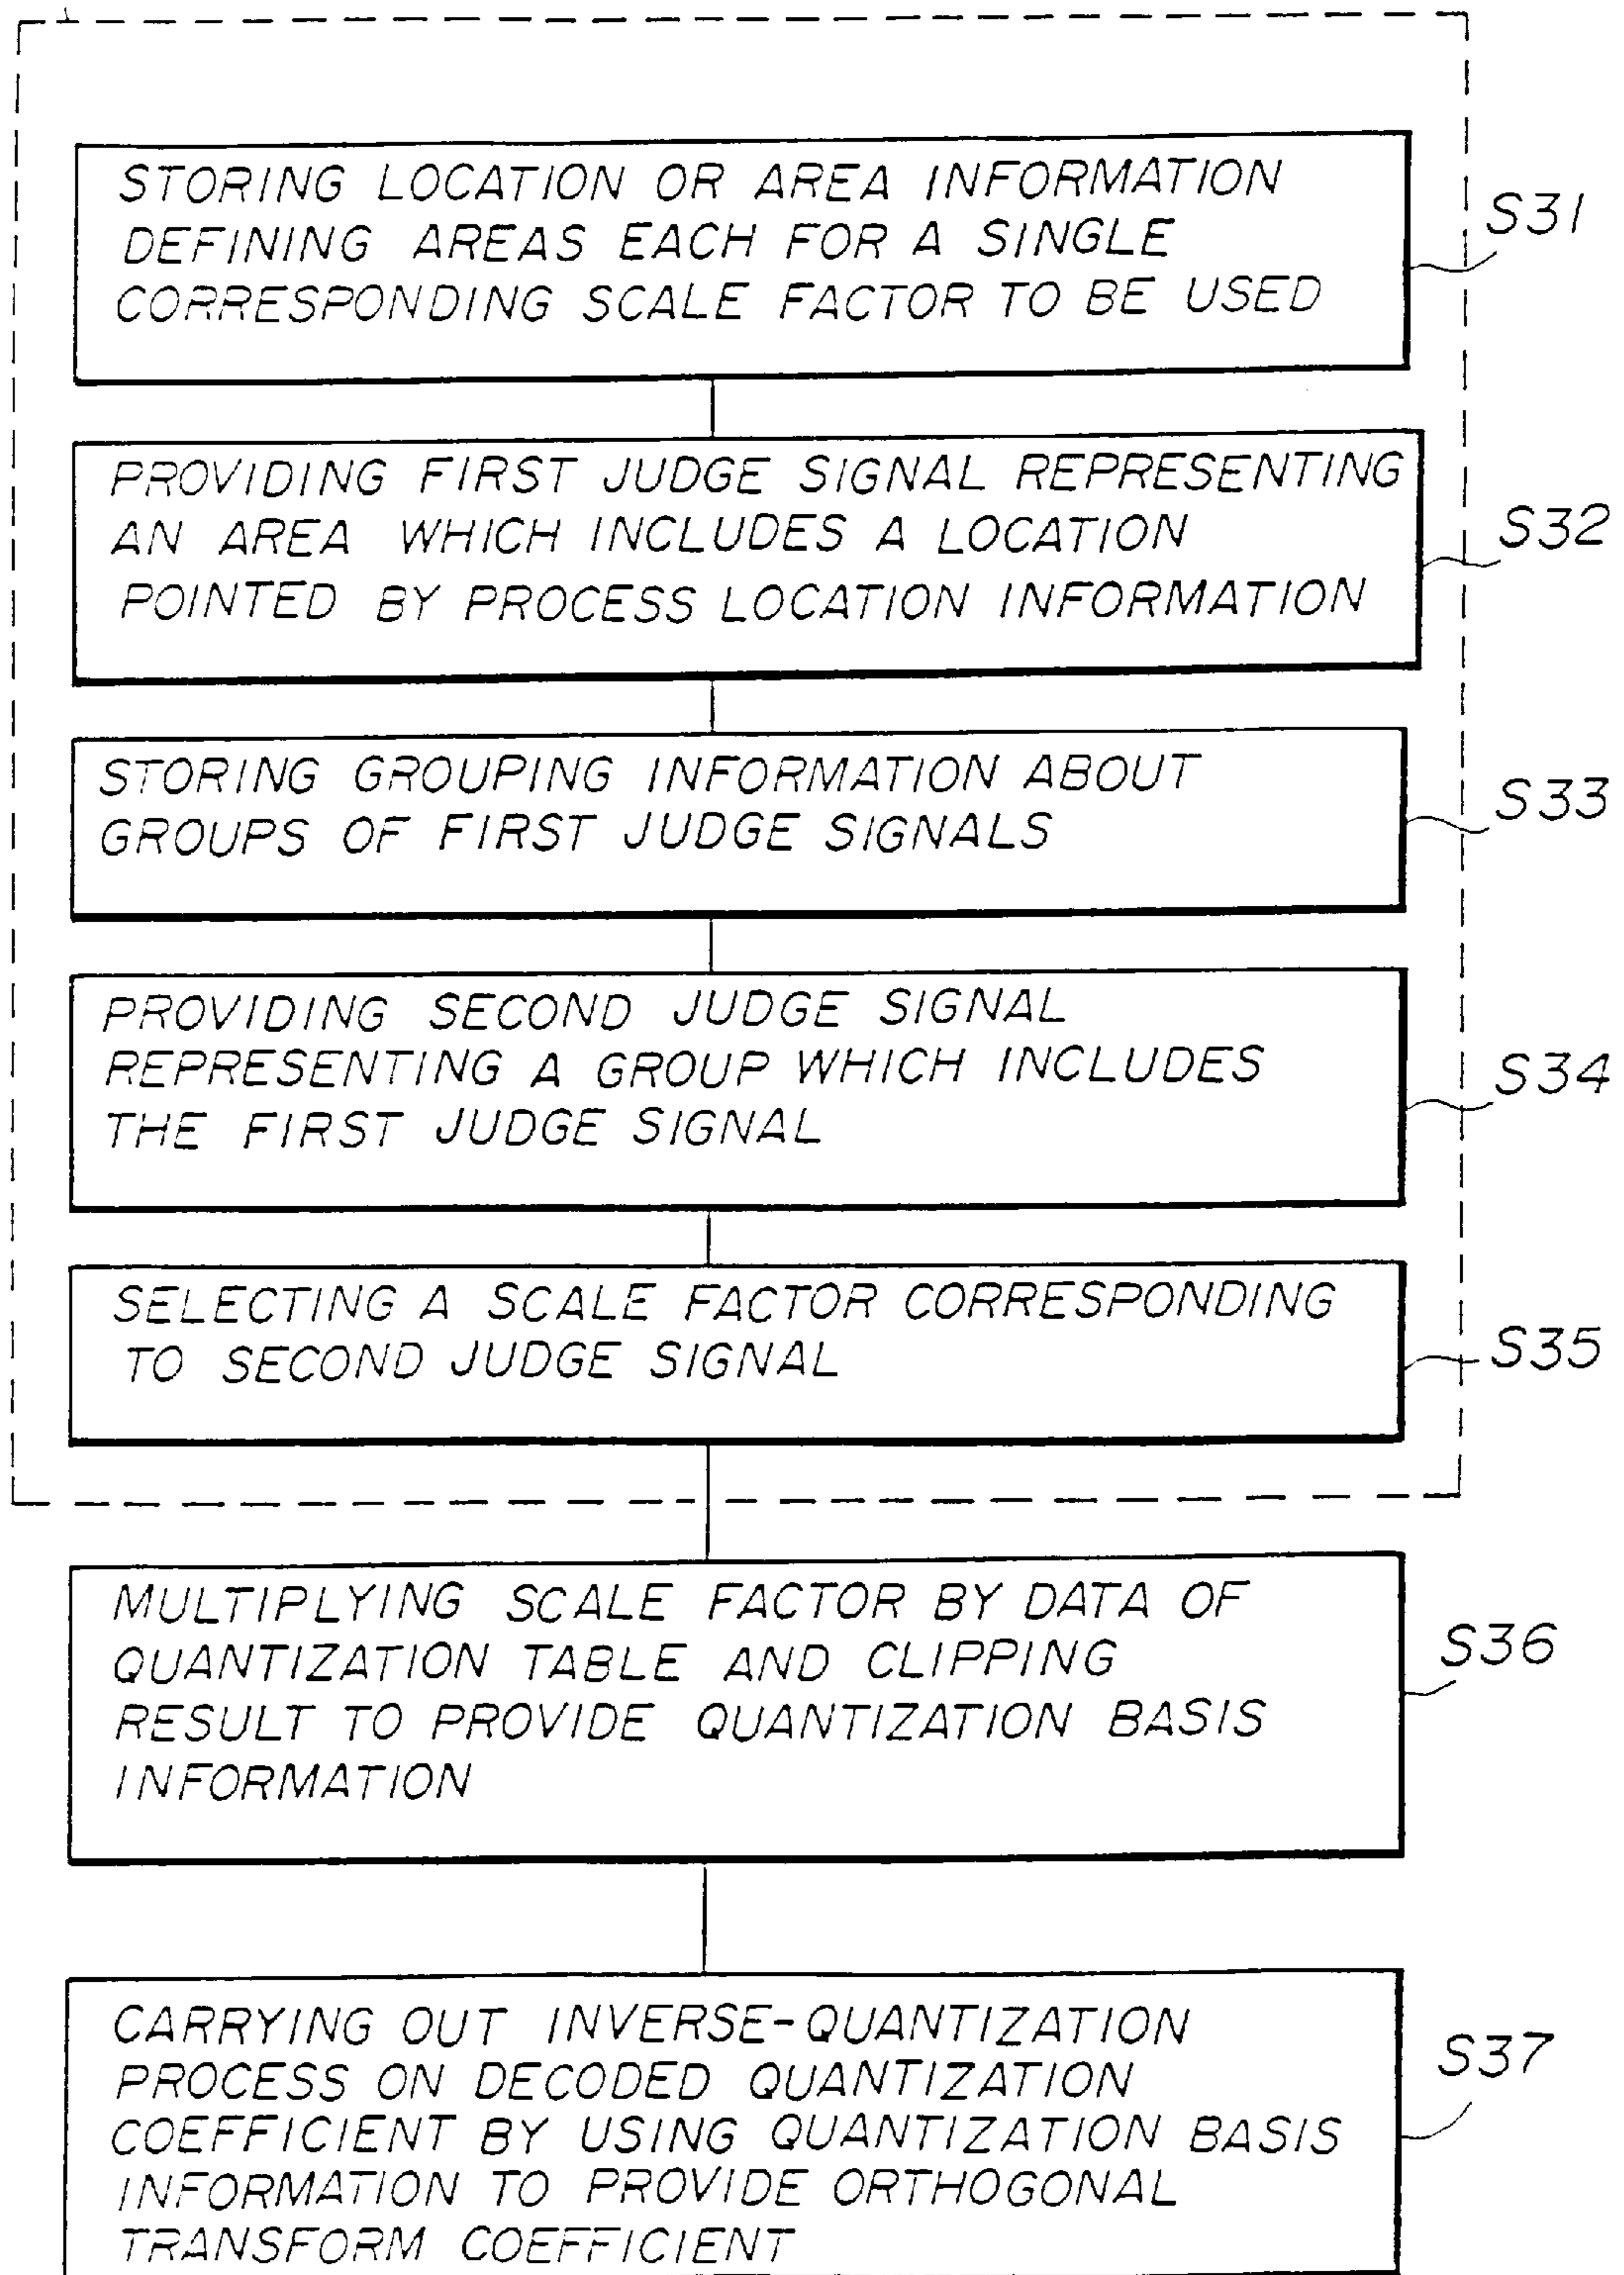 STORING LOCATION OR AREA INFORMATION
DEFINING AREAS EACH FOR A SINGLE
CORRESPONDING SCALE FACTOR TO BE USED
S31
PROVIDING FIRST JUDGE SIGNAL REPRESENTING
AN AREA WHICH INCLUDES A LOCATION
POINTED BY PROCESS LOCATION INFORMATION
S32
STORING GROUPING INFORMATION ABOUT
GROUPS OF FIRST JUDGE SIGNALS
S33
PROVIDING SECOND JUDGE SIGNAL
REPRESENTING A GROUP WHICH INCLUDES
THE FIRST JUDGE SIGNAL
S34
SELECTING A SCALE FACTOR CORRESPONDING
TO SECOND JUDGE SIGNAL
S35
MULTIPLYING SCALE FACTOR BY DATA OF
QUANTIZATION TABLE AND CLIPPING
RESULT TO PROVIDE QUANTIZATION BASIS
INFORMATION
S36
CARRYING OUT INVERSE-QUANTIZATION
PROCESS ON DECODED QUANTIZATION
COEFFICIENT BY USING QUANTIZATION BASIS
INFORMATION TO PROVIDE ORTHOGONAL
TRANSFORM COEFFICIENT
S37